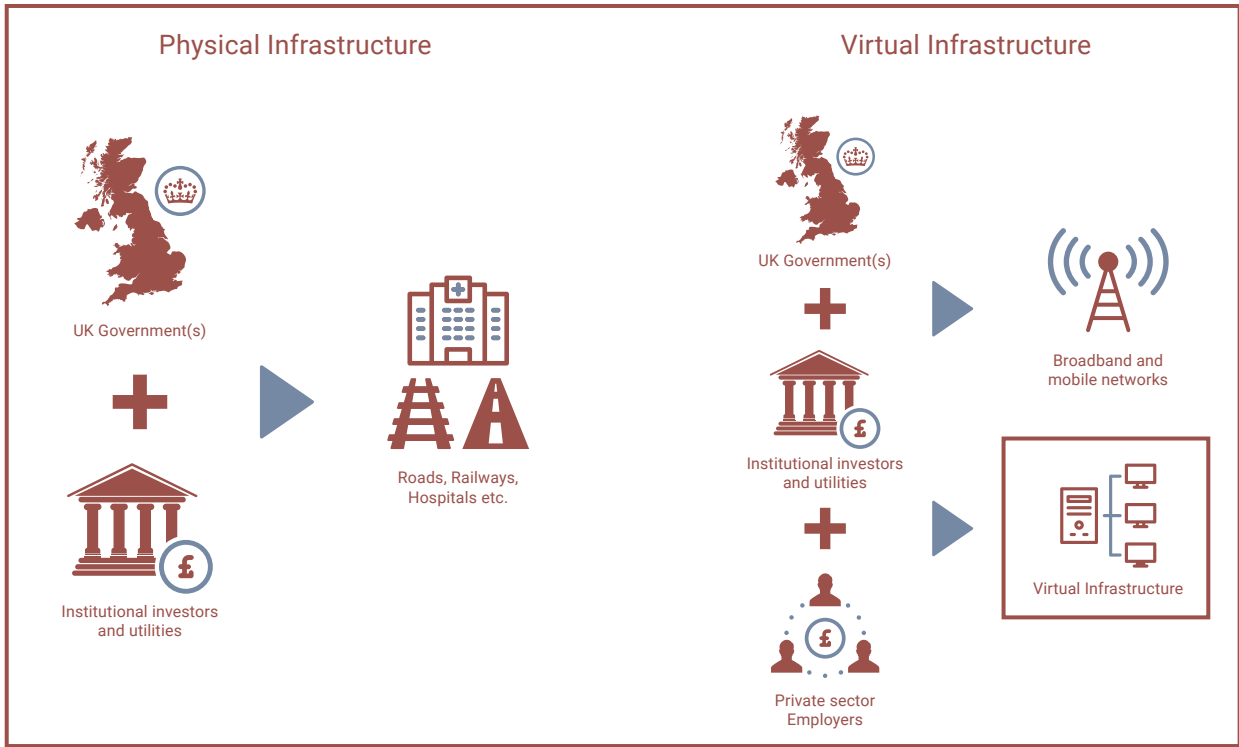 Physical Infrastructure
UK Government(s)
Institutional investors
and utilities
£
Roads, Railways,
Hospitals etc.
Virtual Infrastructure
UK Government(s)
Institutional investors
and utilities
£
Private sector
Employers
£
Broadband and
mobile networks
Virtual Infrastructure